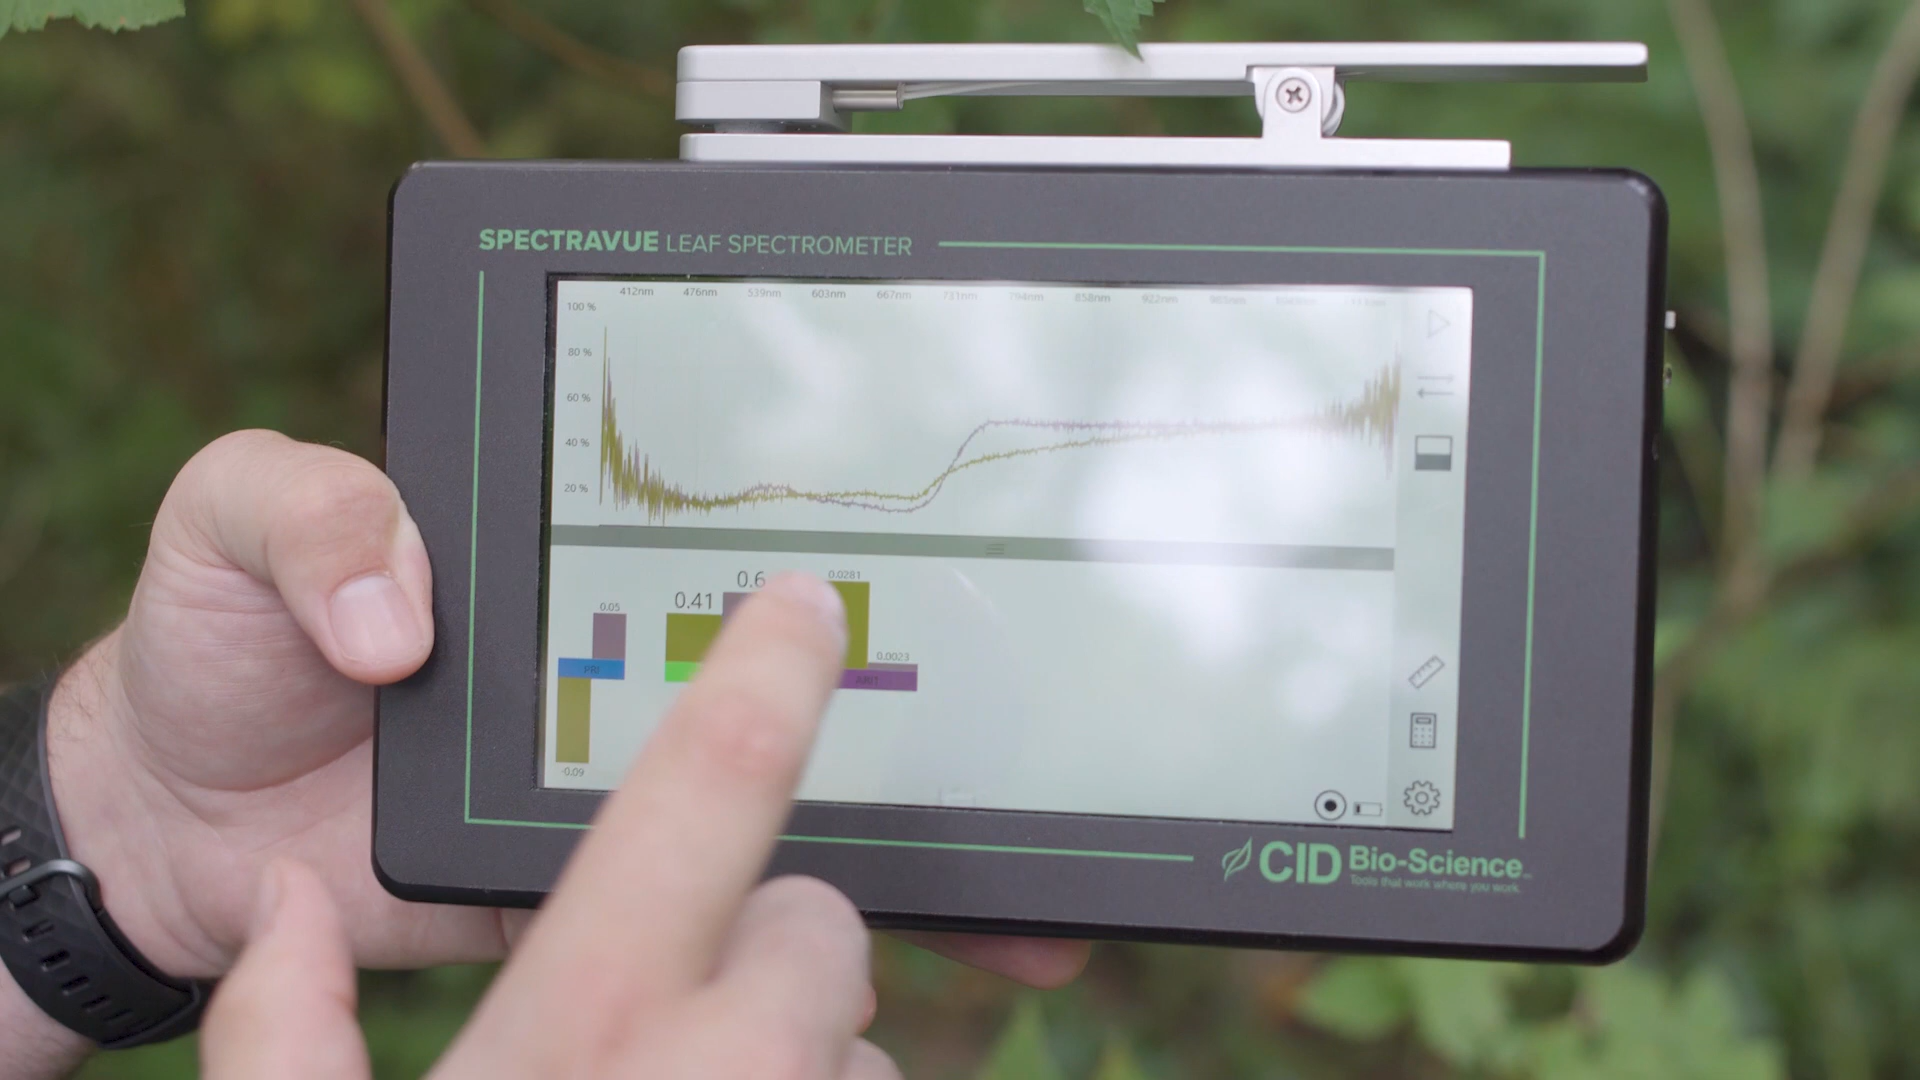 SPECTRAVUE LEAF SPECTROMETER
412nm 476nm 539nm 603nm 667nm 731nm 794nm 858nm 922nm
100 %
80 %
60 %
40 %
20 %
0.6
0.0281
0.41
0.05
0.0023
PRI
ARI1
-0.09
CID Bio-Science
Tools that work where you work.